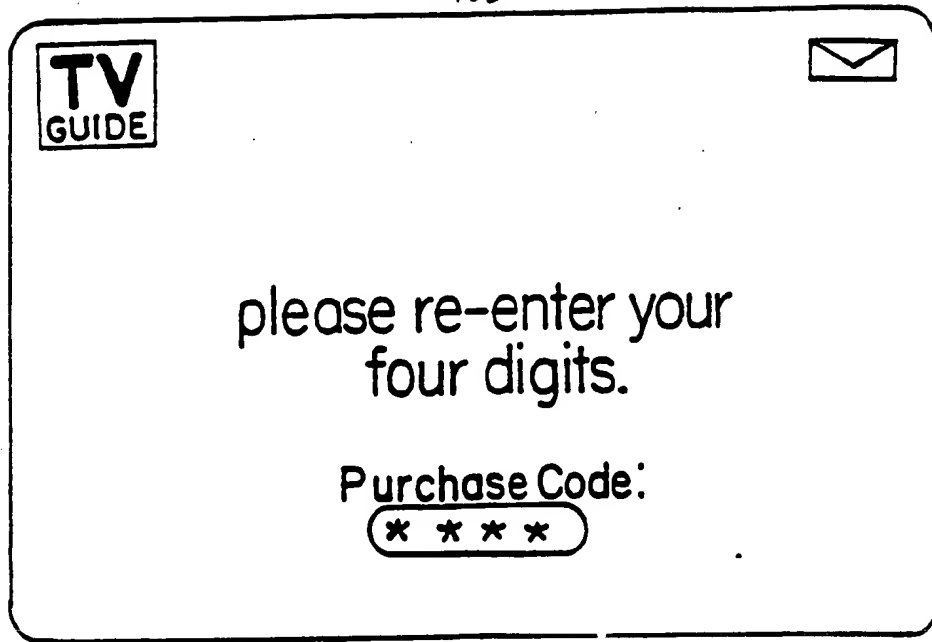 TV
GUIDE
please re-enter your
four digits.
Purchase Code:
* * * *